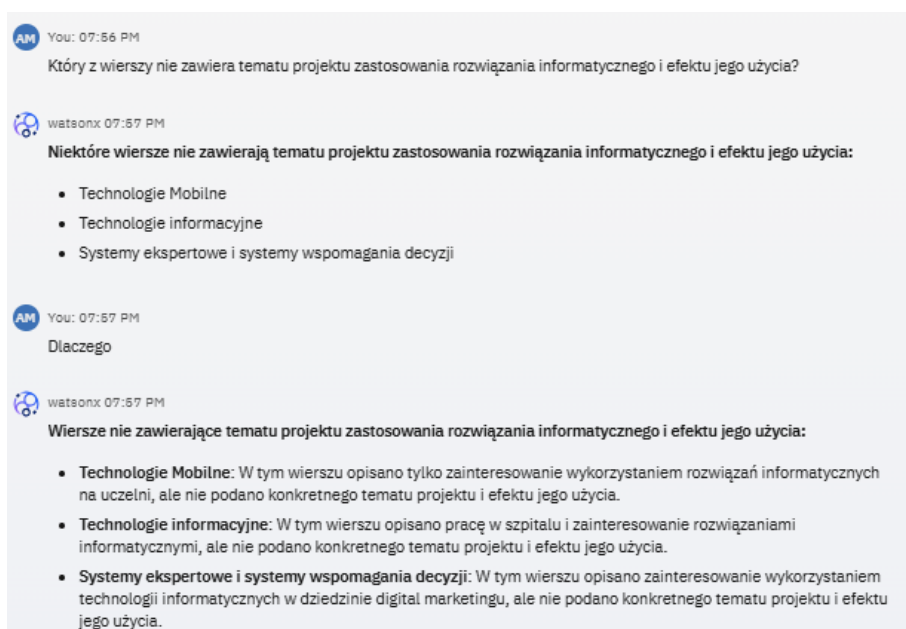 AM You: 07:56 PM
Który z wierszy nie zawiera tematu projektu zastosowania rozwiązania informatycznego i efektu jego użycia?
watsonx 07:57 PM
Niektóre wiersze nie zawierają tematu projektu zastosowania rozwiązania informatycznego i efektu jego użycia:
• Technologie Mobilne
• Technologie informacyjne
• Systemy ekspertowe i systemy wspomagania decyzji
AM You: 07:57 PM
Dlaczego
watsonx 07:57 PM
Wiersze nie zawierające tematu projektu zastosowania rozwiązania informatycznego i efektu jego użycia:
• Technologie Mobilne: W tym wierszu opisano tylko zainteresowanie wykorzystaniem rozwiązań informatycznych
na uczelni, ale nie podano konkretnego tematu projektu i efektu jego użycia.
• Technologie informacyjne: W tym wierszu opisano pracę w szpitalu i zainteresowanie rozwiązaniami
informatycznymi, ale nie podano konkretnego tematu projektu i efektu jego użycia.
• Systemy ekspertowe i systemy wspomagania decyzji: W tym wierszu opisano zainteresowanie wykorzystaniem
technologii informatycznych w dziedzinie digital marketingu, ale nie podano konkretnego tematu projektu i efektu
jego użycia.